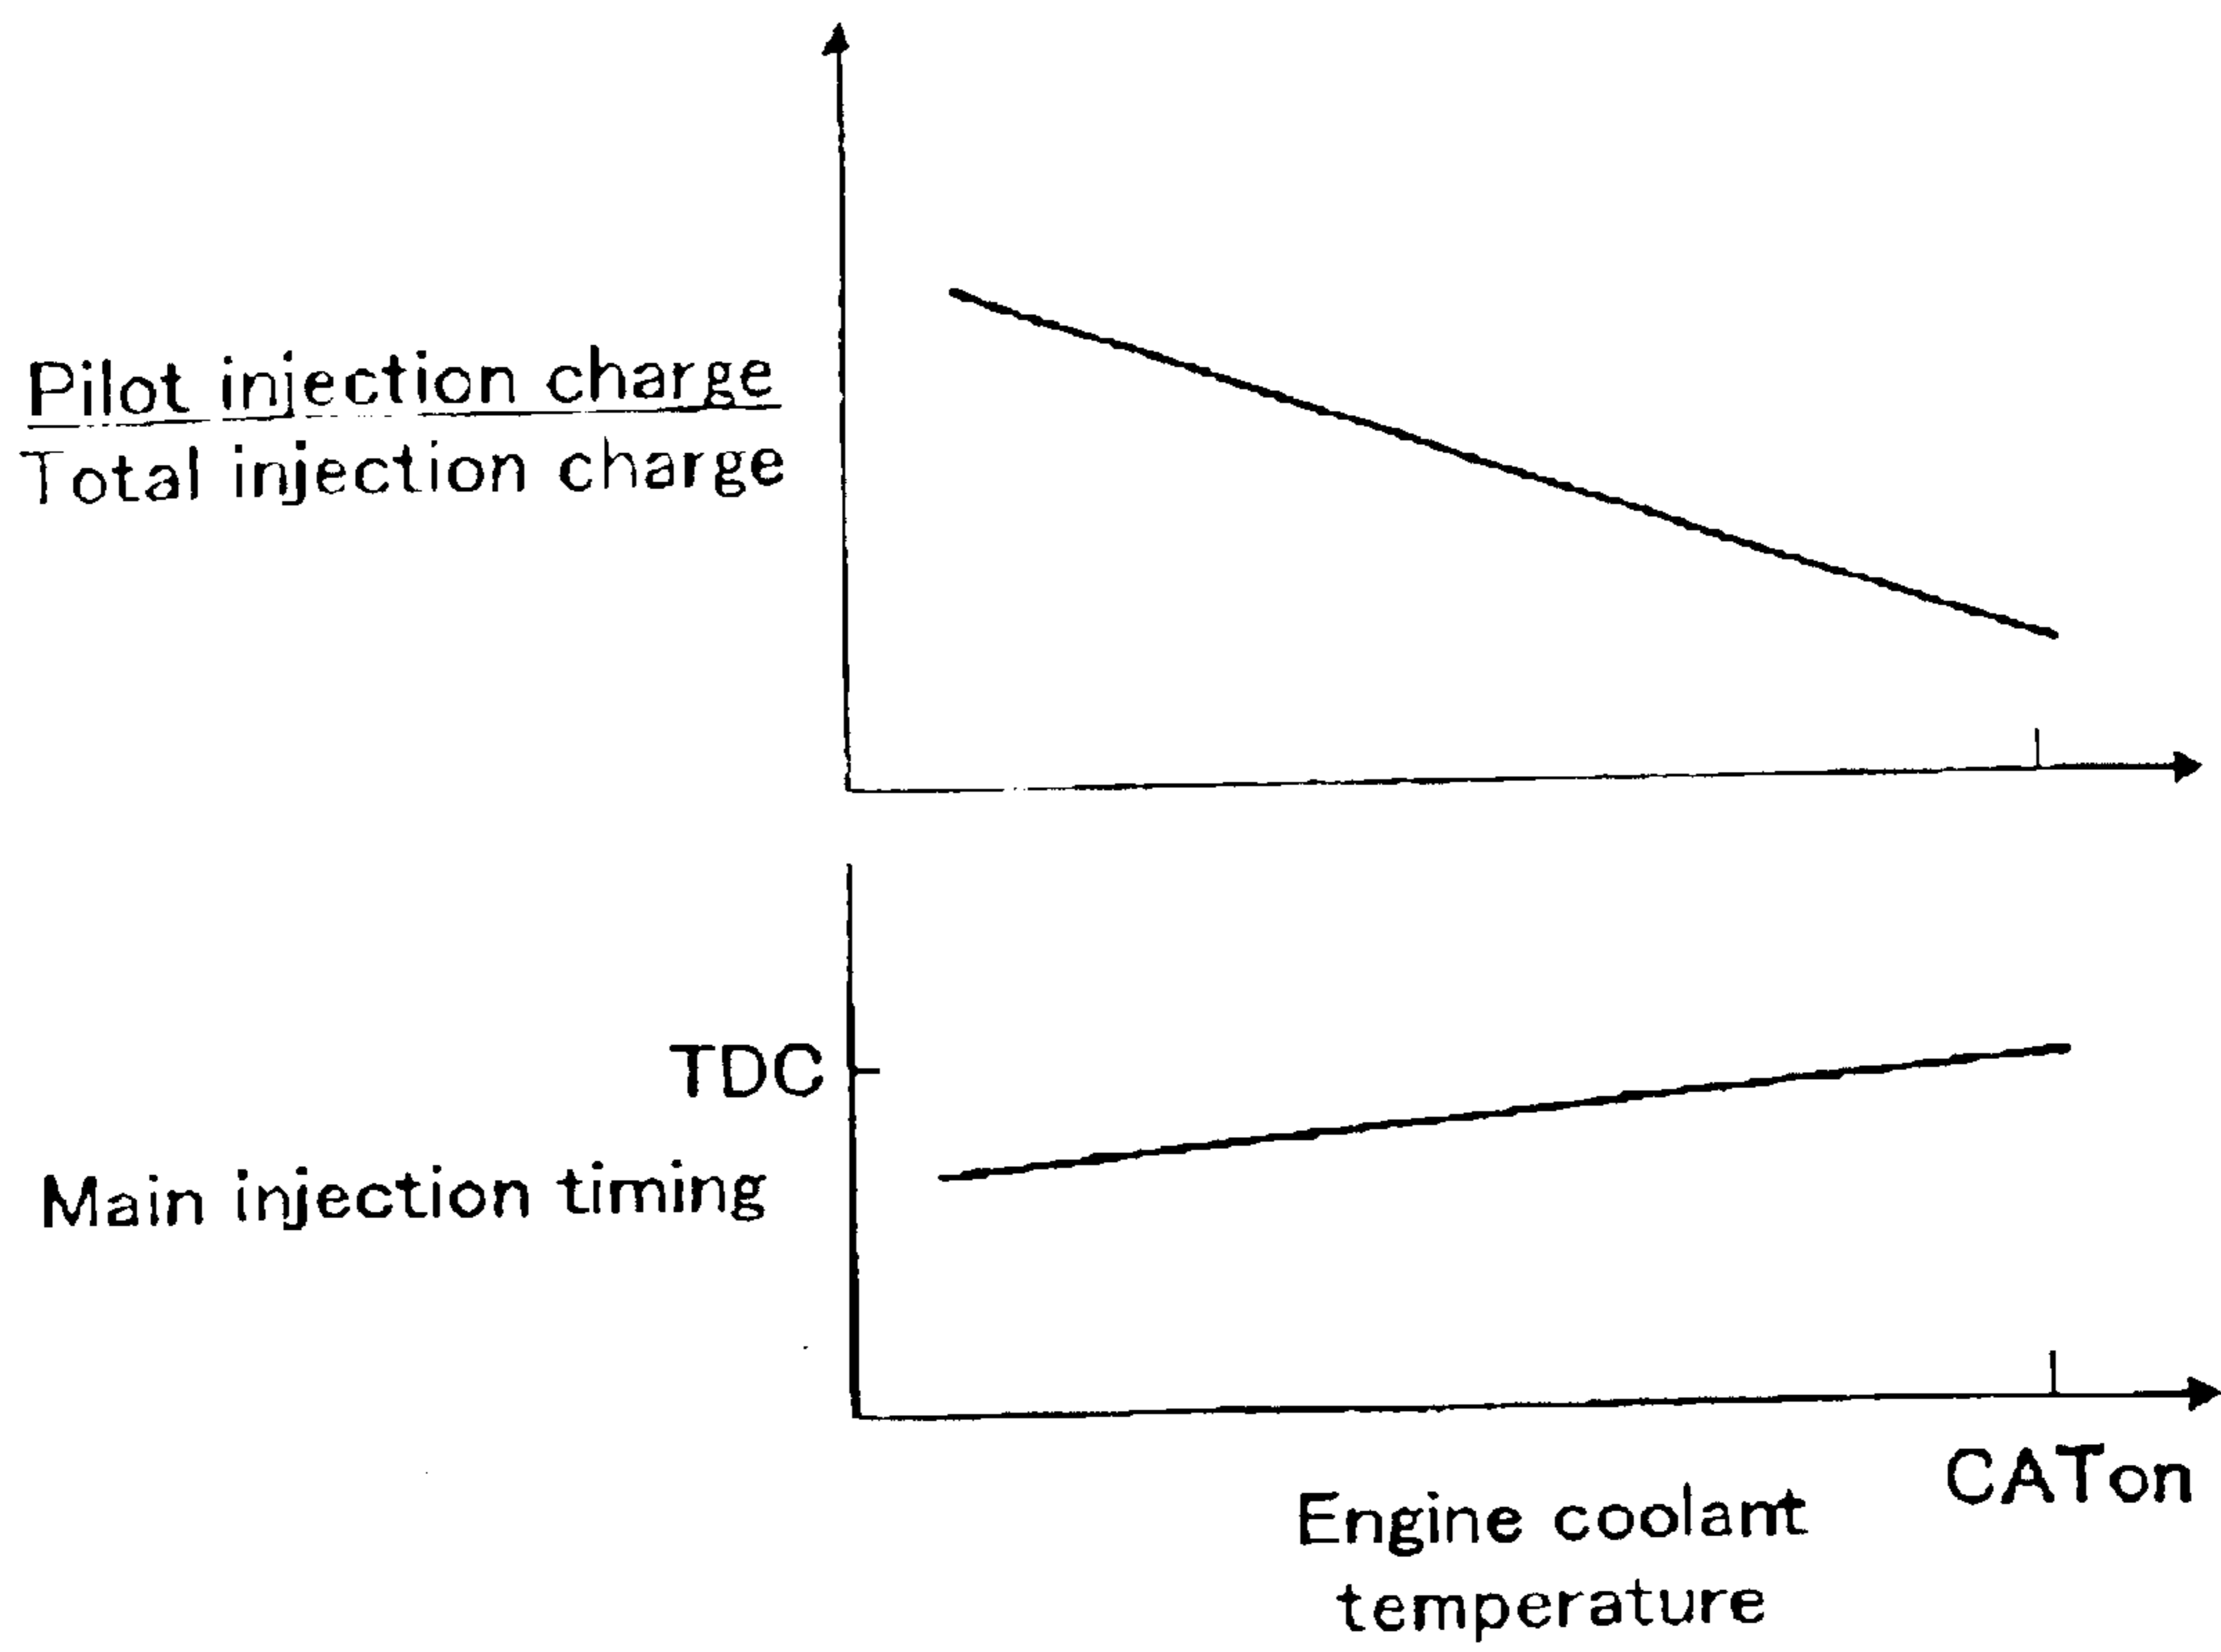 Pilot injection charge
Total injection charge
TDC
Main injection timing
CATon
Engine coolant
temperature